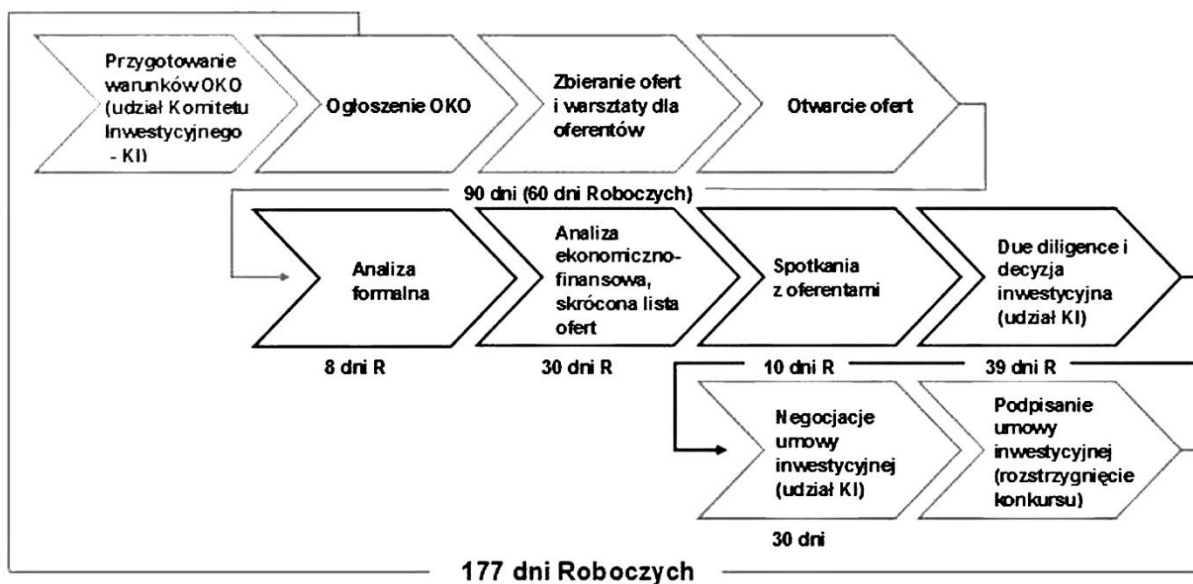 Przygotowanie
warunków OKO
(udział Komitetu
Inwestycyjnego
- KI)
Ogłoszenie OKO
Zbieranie ofert
i warsztaty dla
oferentów
Otwarcie ofert
90 dni (60 dni Roboczych)
Analiza
formalna
Analiza
ekonomiczno-
finansowa,
skrócona lista
ofert
Spotkania
z oferentami
Due diligence i
decyzja
inwestycyjna
(udział KI)
8 dni R
30 dni R
10 dni R
39 dni R
Negocjacje
umowy
inwestycyjnej
(udział KI)
Podpisanie
umowy
inwestycyjnej
(rozstrzygnięcie
konkursu)
30 dni
177 dni Roboczych